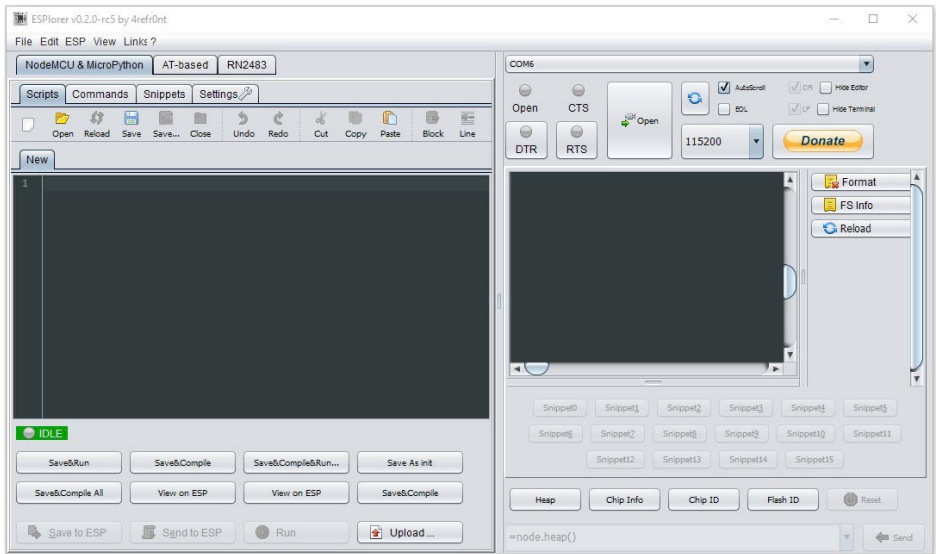 ESPlorer v0.2.0-rc5 by 4refr0nt
File Edit ESP View Links ?
NodeMCU & MicroPython AT-based RN2483
Scripts Commands Snippets Settings
Open Reload Save Save... Close Undo Redo Cut Copy Paste Block Line
New
1
IDLE
Save&Run Save&Compile Save&Compile&Run... Save As init
Save&Compile All View on ESP View on ESP Save&Compile
Save to ESP Send to ESP Run Upload ...
COM6
Open CTS Open AutoScroll CR Hide Editor
EOL LF Hide Terminal
DTR RTS 115200 Donate
Format
FS Info
Reload
Snippet0 Snippet1 Snippet2 Snippet3 Snippet4 Snippet5
Snippet6 Snippet7 Snippet8 Snippet9 Snippet10 Snippet11
Snippet12 Snippet13 Snippet14 Snippet15
Heap Chip Info Chip ID Flash ID Reset
=node.heap() Send